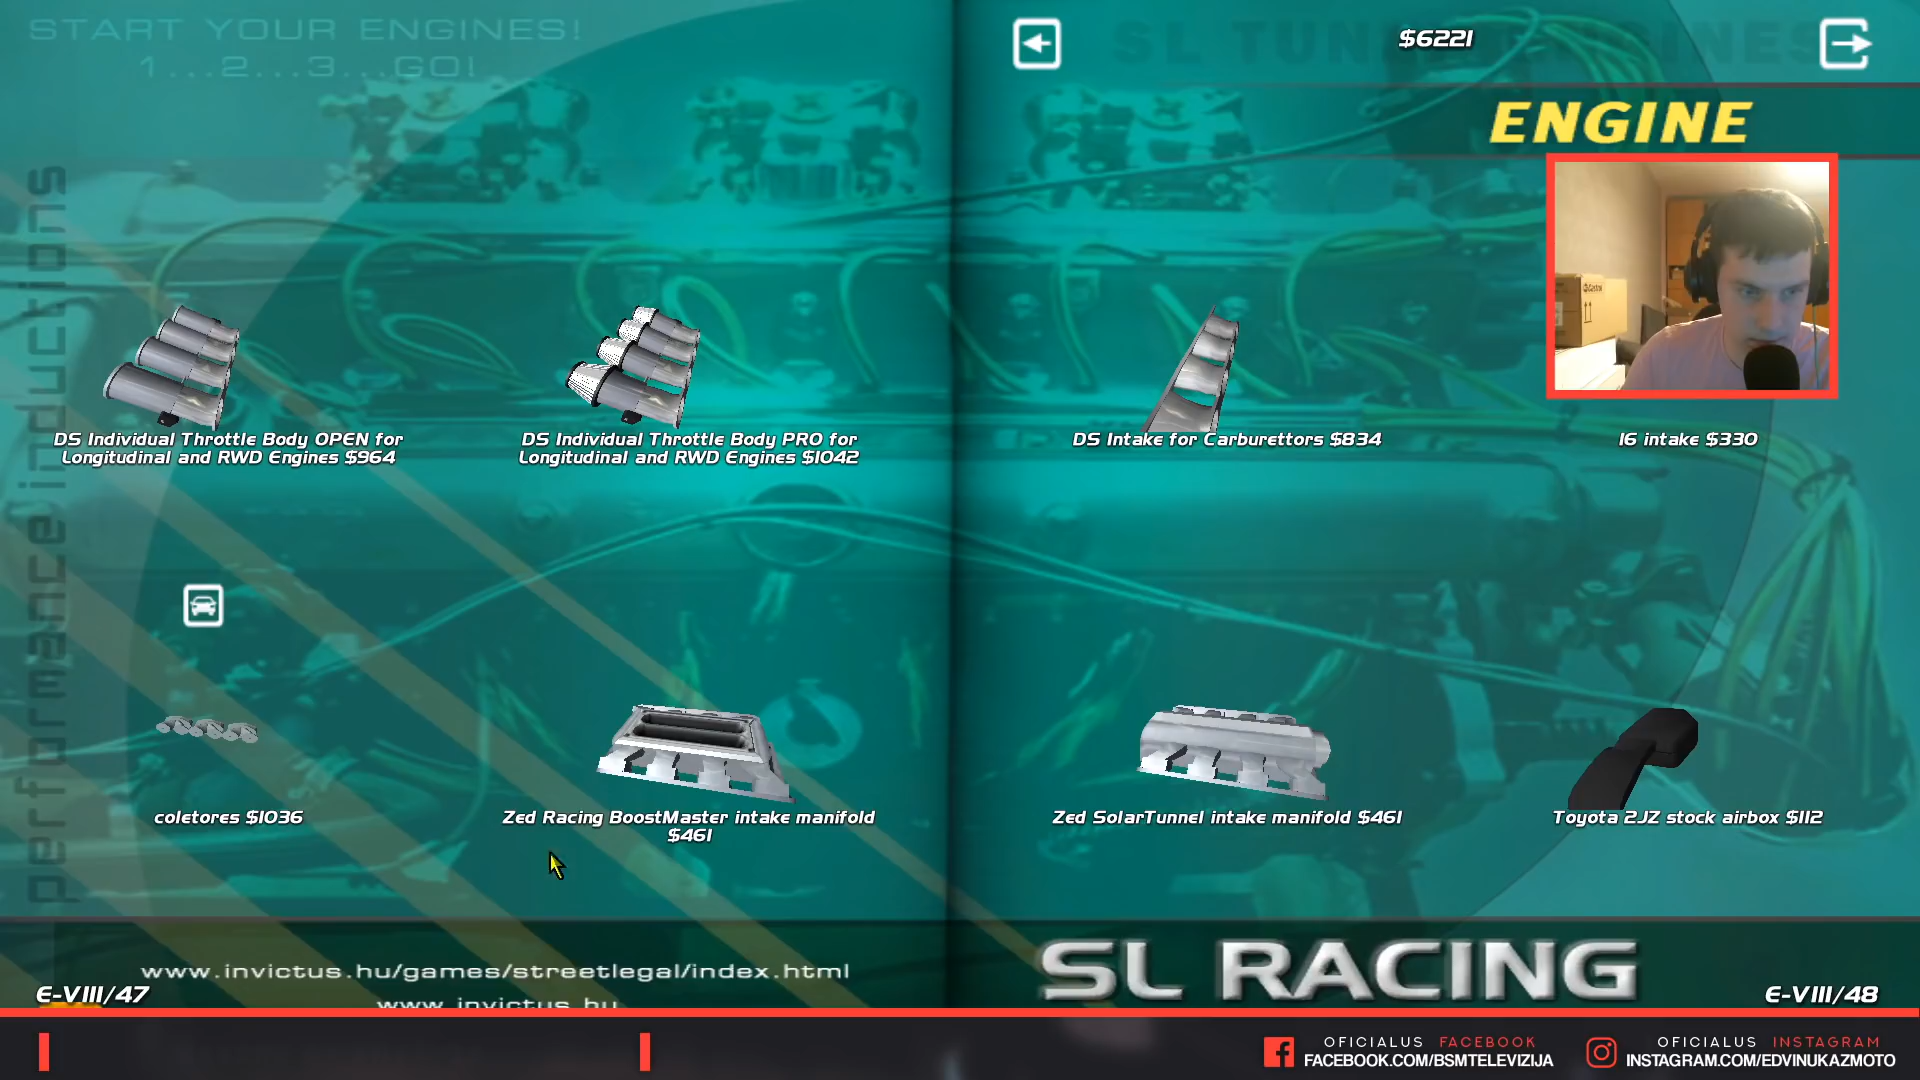 START YOUR ENGINES!
1...2...3...GO!
SL TUNED ENGINES
$6221
ENGINE
performance inductions
DS Individual Throttle Body OPEN for
Longitudinal and RWD Engines $964
DS Individual Throttle Body PRO for
Longitudinal and RWD Engines $1042
DS Intake for Carburettors $834
I6 intake $330
coletores $1036
Zed Racing BoostMaster intake manifold
$461
Zed SolarTunnel intake manifold $461
Toyota 2JZ stock airbox $112
www.invictus.hu/games/streetlegal/index.html
www.invictus.hu
SL RACING
E-VIII/47
E-VIII/48
OFICIALUS FACEBOOK
FACEBOOK.COM/BSMTELEVIZIJA
OFICIALUS INSTAGRAM
INSTAGRAM.COM/EDVINUKAZMOTO